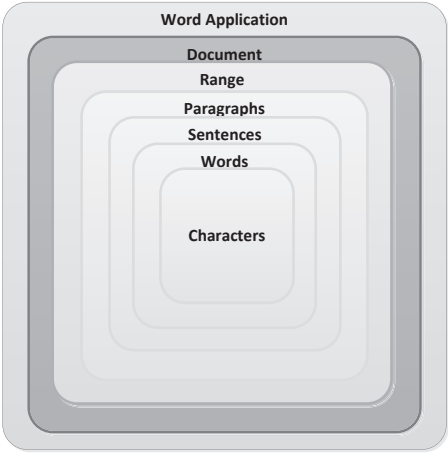 Word Application
Document
Range
Paragraphs
Sentences
Words
Characters